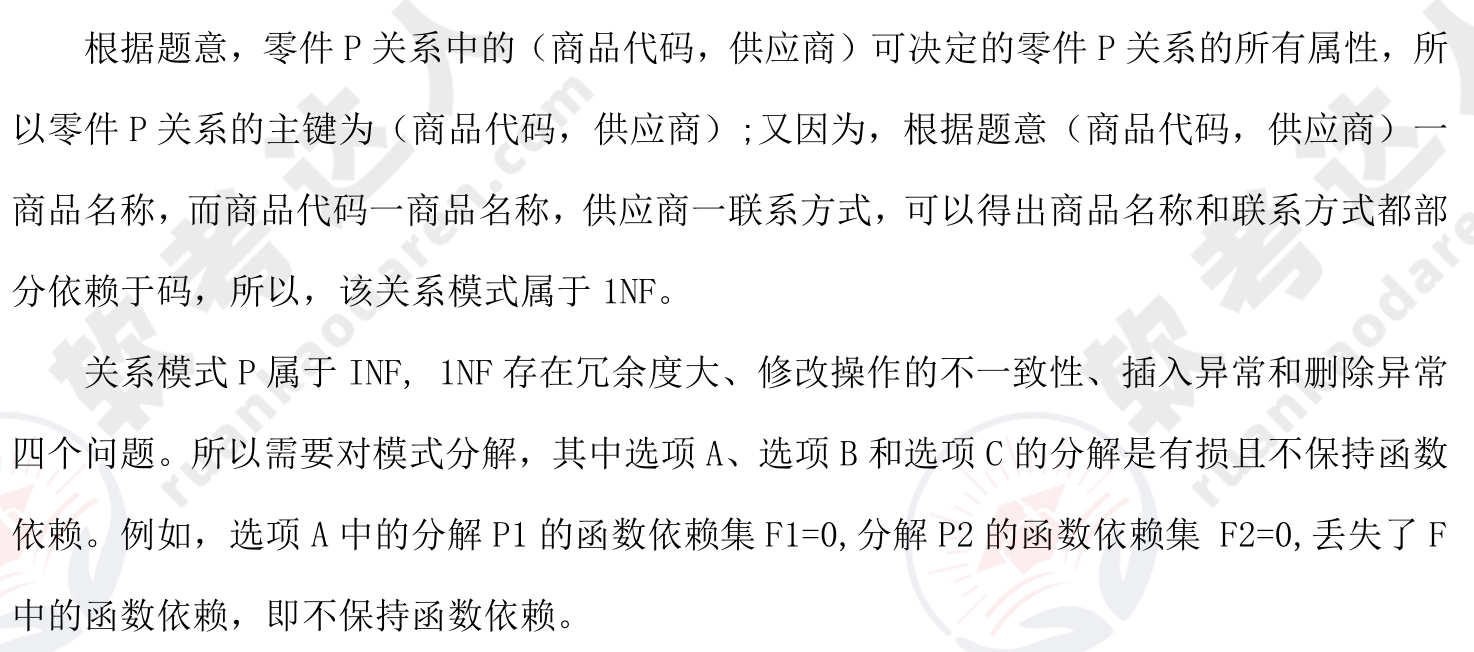 根据题意，零件 P 关系中的（商品代码，供应商）可决定的零件 P 关系的所有属性，所
以零件 P 关系的主键为（商品代码，供应商）;又因为，根据题意（商品代码，供应商）一
商品名称，而商品代码一商品名称，供应商一联系方式，可以得出商品名称和联系方式都部
分依赖于码，所以，该关系模式属于 1NF。
关系模式 P 属于 INF, 1NF 存在冗余度大、修改操作的不一致性、插入异常和删除异常
四个问题。所以需要对模式分解，其中选项 A、选项 B 和选项 C 的分解是有损且不保持函数
依赖。例如，选项 A 中的分解 P1 的函数依赖集 F1=0,分解 P2 的函数依赖集 F2=0,丢失了 F
中的函数依赖，即不保持函数依赖。
软考达人
ruankaodaren.com
软考达人
ruankaodaren